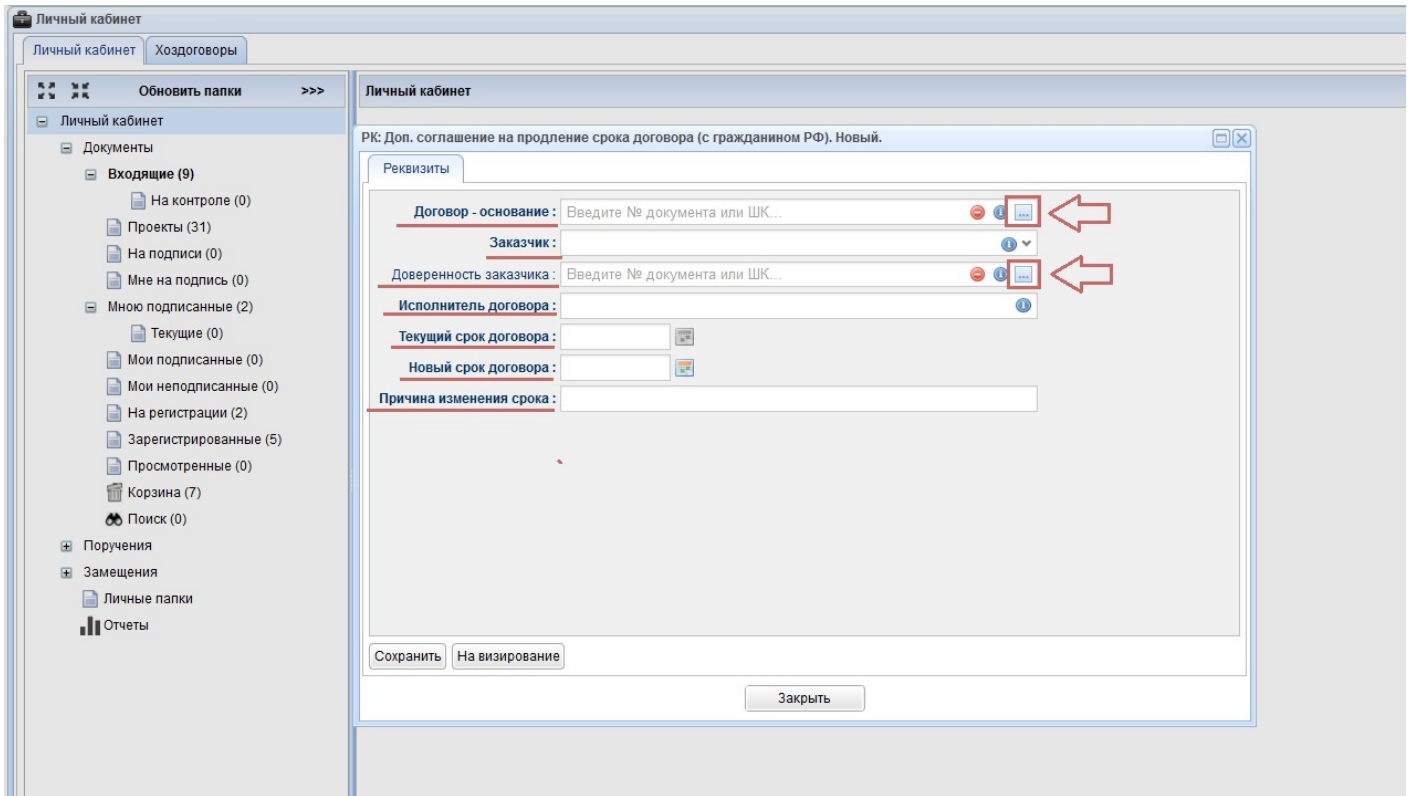 Личный кабинет
Личный кабинет Хоздоговоры
Обновить папки >>>
Личный кабинет
Документы
Входящие (9)
На контроле (0)
Проекты (31)
На подписи (0)
Мне на подпись (0)
Мною подписанные (2)
Текущие (0)
Мои подписанные (0)
Мои неподписанные (0)
На регистрации (2)
Зарегистрированные (5)
Просмотренные (0)
Корзина (7)
Поиск (0)
Поручения
Замещения
Личные папки
Отчеты
Личный кабинет
РК: Доп. соглашение на продление срока договора (с гражданином РФ). Новый.
Реквизиты
Договор - основание : Введите № документа или ШК...
Заказчик :
Доверенность заказчика : Введите № документа или ШК...
Исполнитель договора :
Текущий срок договора :
Новый срок договора :
Причина изменения срока :
Сохранить На визирование
Закрыть